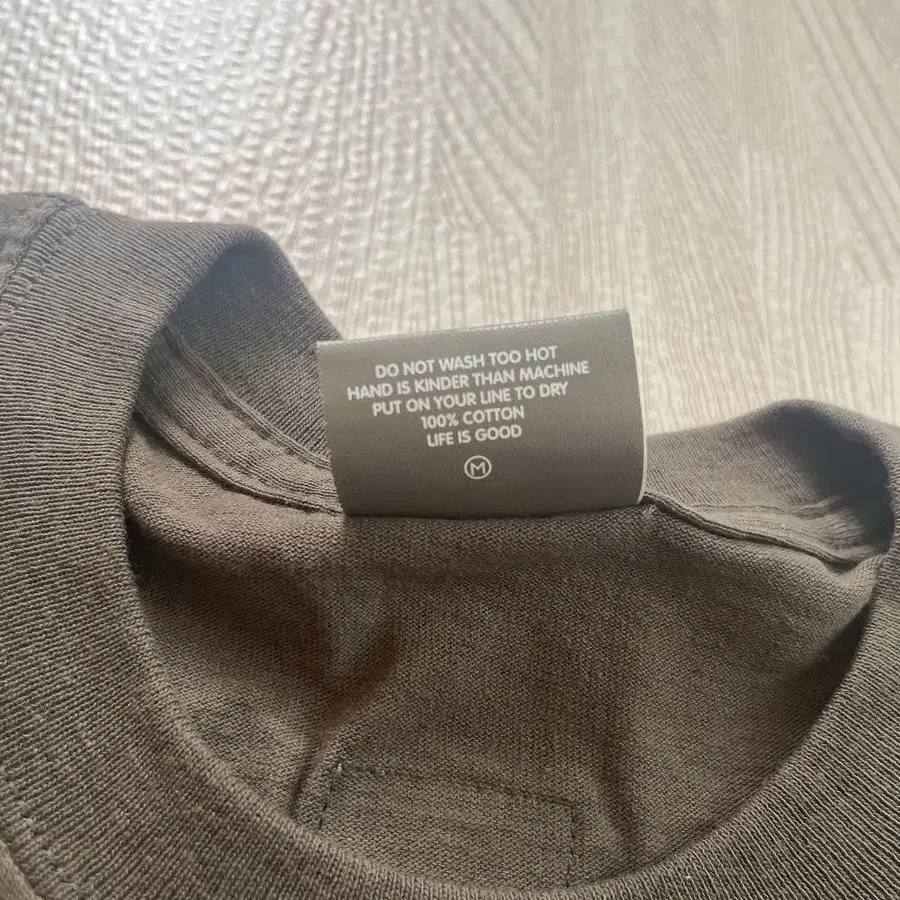 DO NOT WASH TOO HOT
HAND IS KINDER THAN MACHINE
PUT ON YOUR LINE TO DRY
100% COTTON
LIFE IS GOOD
M